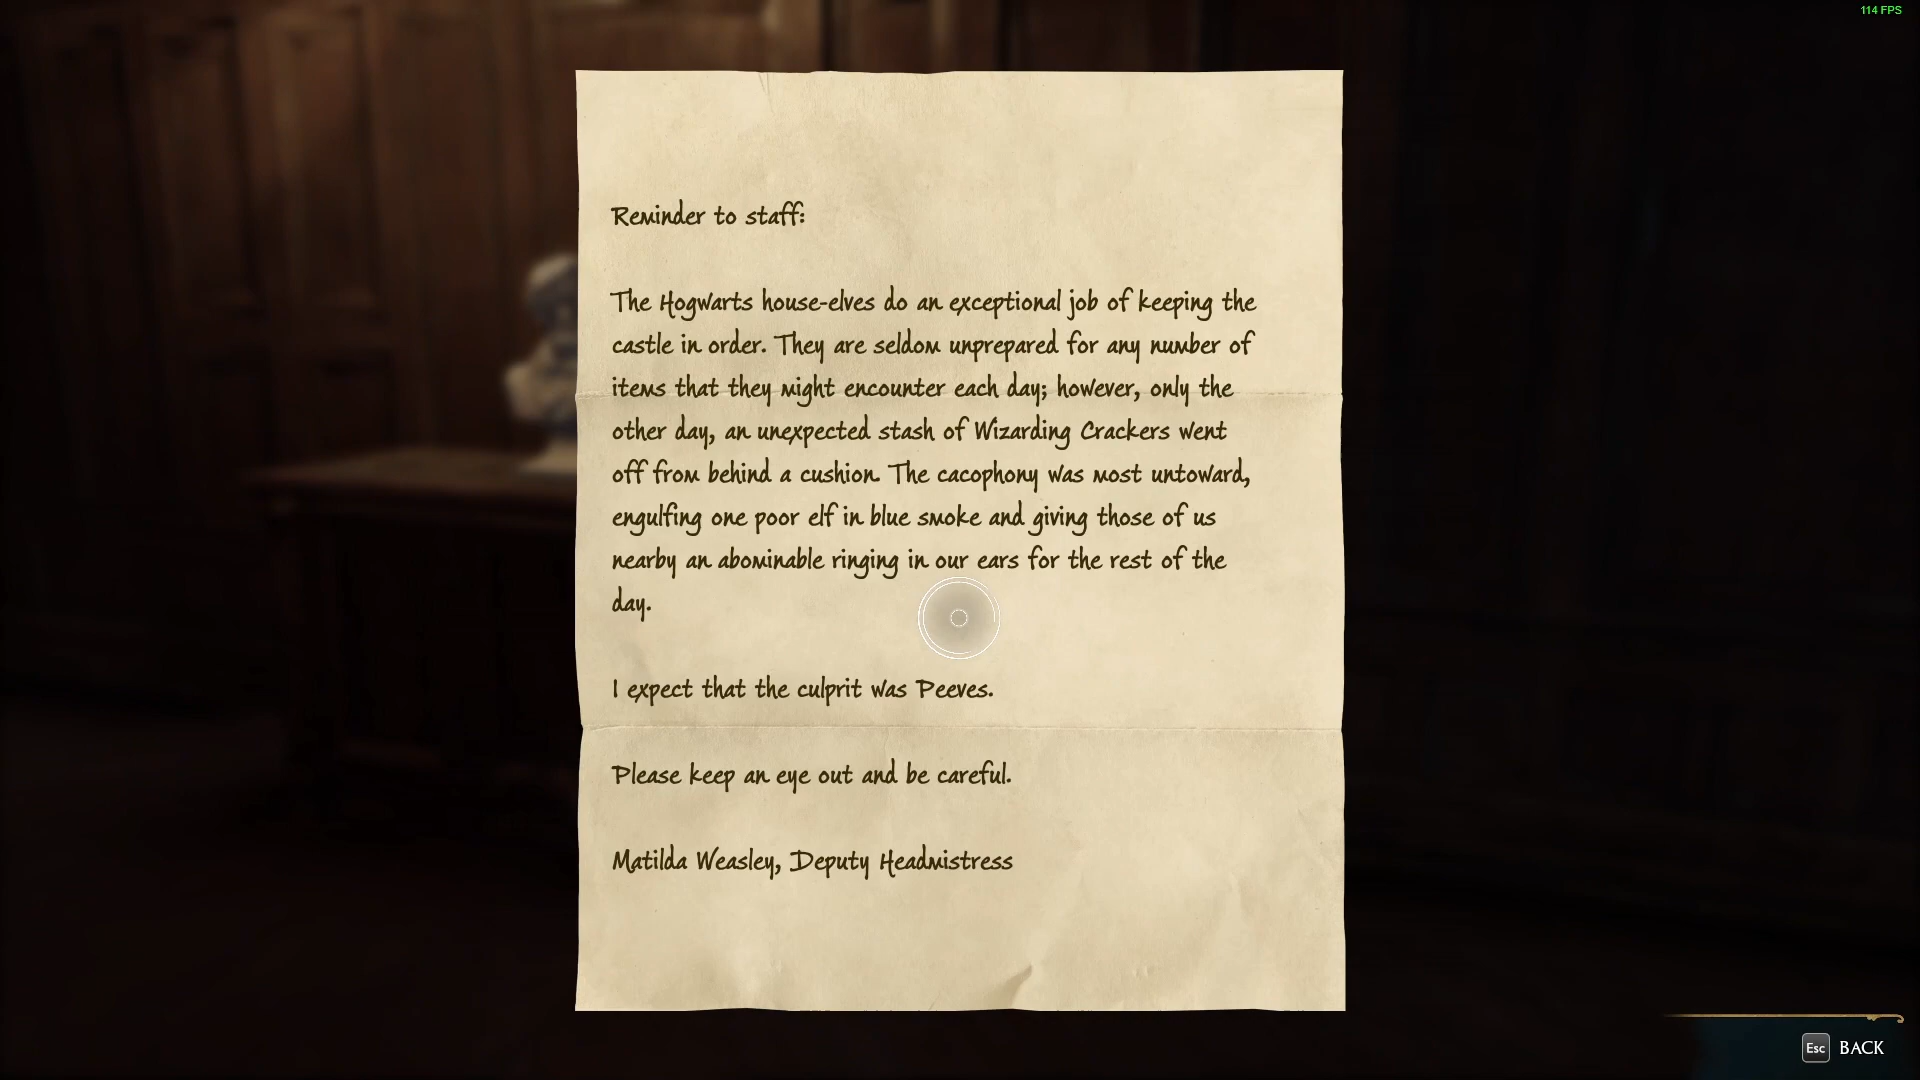 114 FPS
Reminder to staff:
The Hogwarts house-elves do an exceptional job of keeping the
castle in order. They are seldom unprepared for any number of
items that they might encounter each day; however, only the
other day, an unexpected stash of Wizarding Crackers went
off from behind a cushion. The cacophony was most untoward,
engulfing one poor elf in blue smoke and giving those of us
nearby an abominable ringing in our ears for the rest of the
day.
I expect that the culprit was Peeves.
Please keep an eye out and be careful.
Matilda Weasley, Deputy Headmistress
Esc BACK